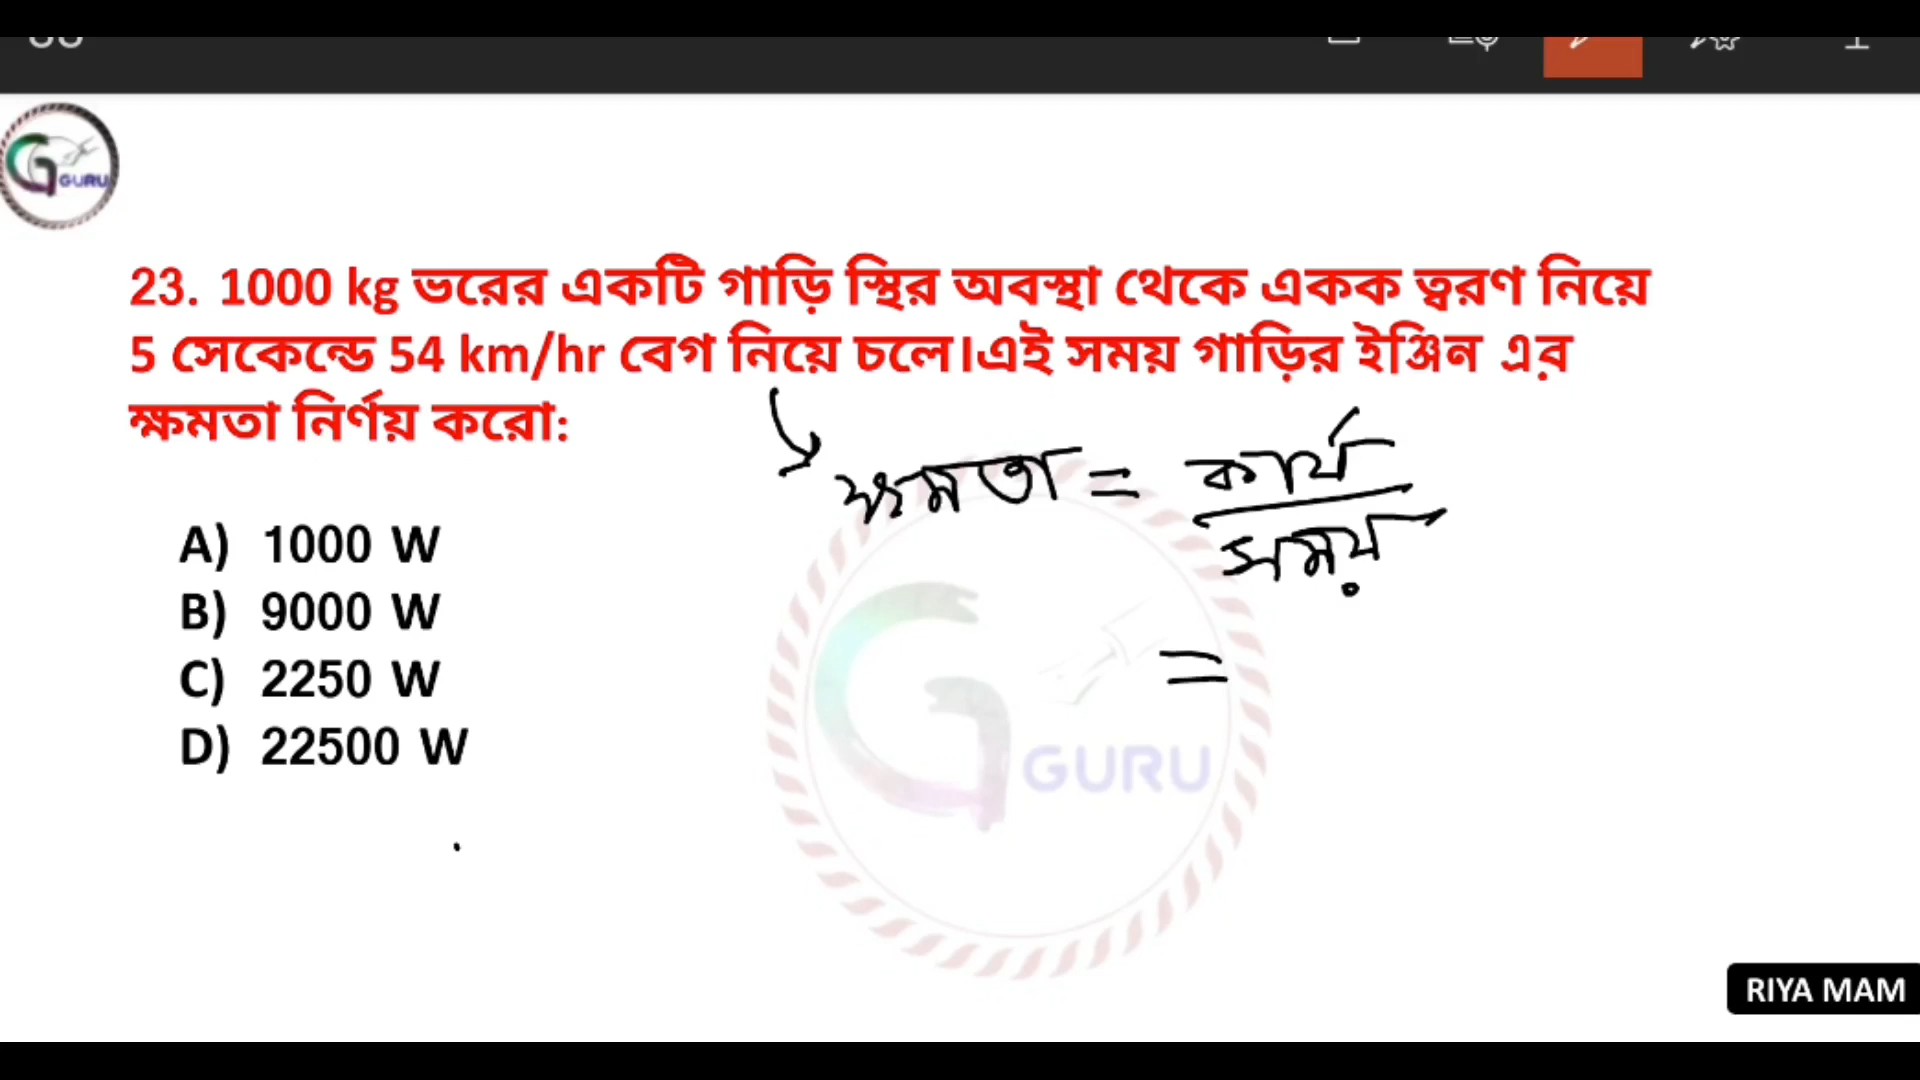 GURU
23. 1000 kg ভরের একটি গাড়ি স্থির অবস্থা থেকে একক ত্বরণ নিয়ে
5 সেকেন্ডে 54 km/hr বেগ নিয়ে চলে।এই সময় গাড়ির ইঞ্জিন এর
ক্ষমতা নির্ণয় করো:
ক্ষমতা = কার্য
সময়
=
A) 1000 W
B) 9000 W
C) 2250 W
D) 22500 W
GURU
RIYA MAM